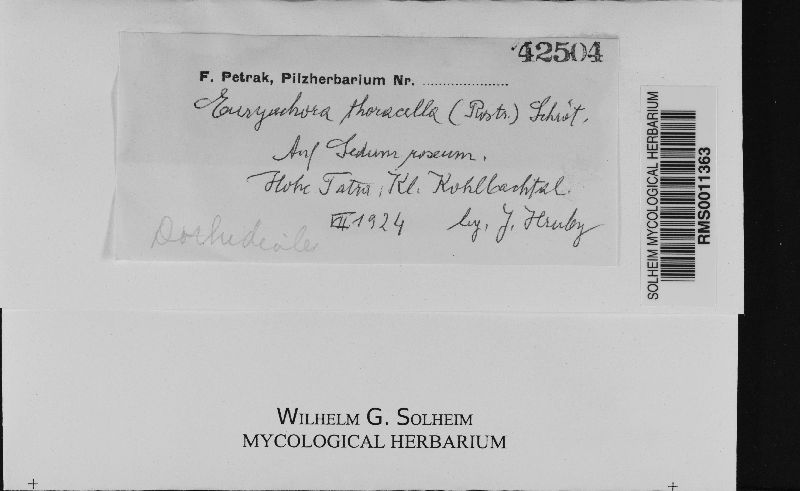 42504
F. Petrak, Pilzherbarium Nr. ....................
Euryachora thoracella (Rostr.) Schröt.
Auf Sedum roseum.
Hohe Tatra, Kl. Kohlbachtal.
VII 1924 leg. J. Hruby
Dothideales
SOLHEIM MYCOLOGICAL HERBARIUM
RMS0011363
WILHELM G. SOLHEIM
MYCOLOGICAL HERBARIUM